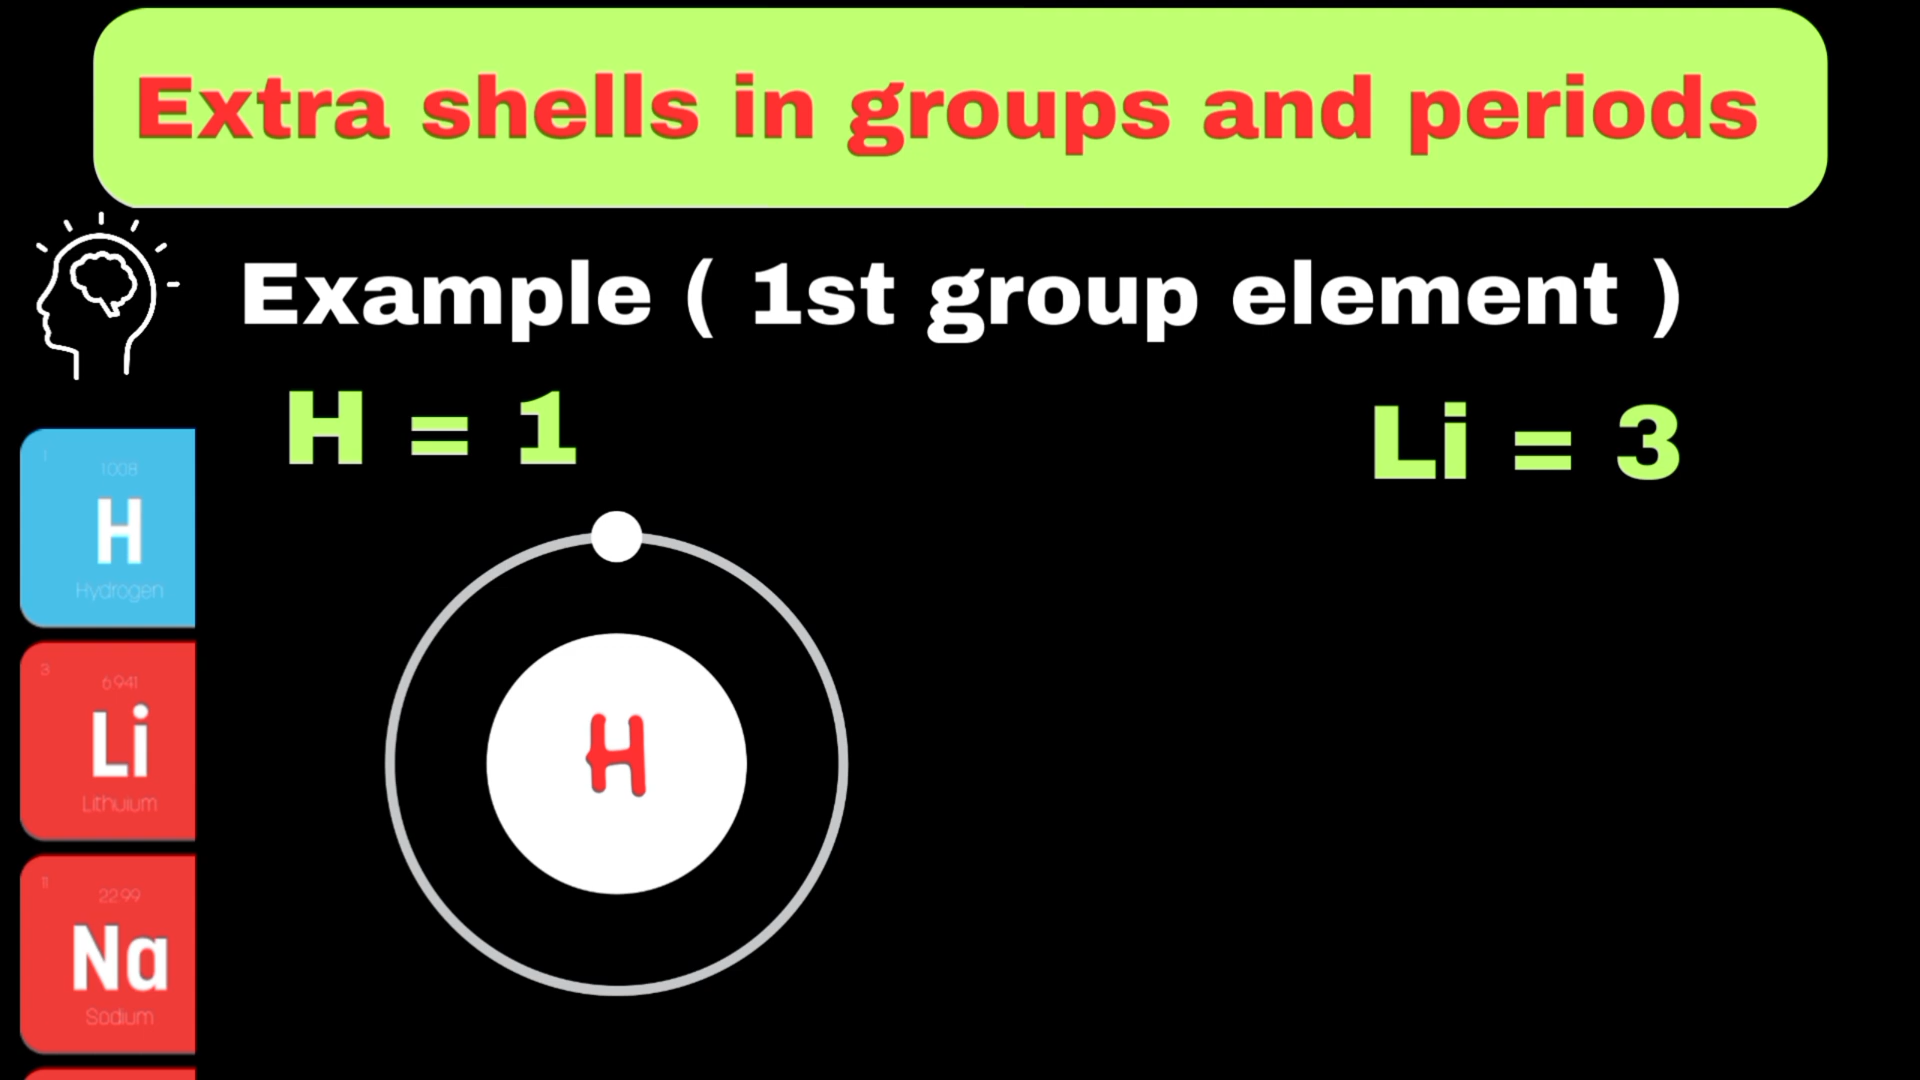 Extra shells in groups and periods
Example ( 1st group element )
H = 1
Li = 3
1
1.008
H
Hydrogen
3
6.941
Li
Lithuium
11
22.99
Na
Sodium
H